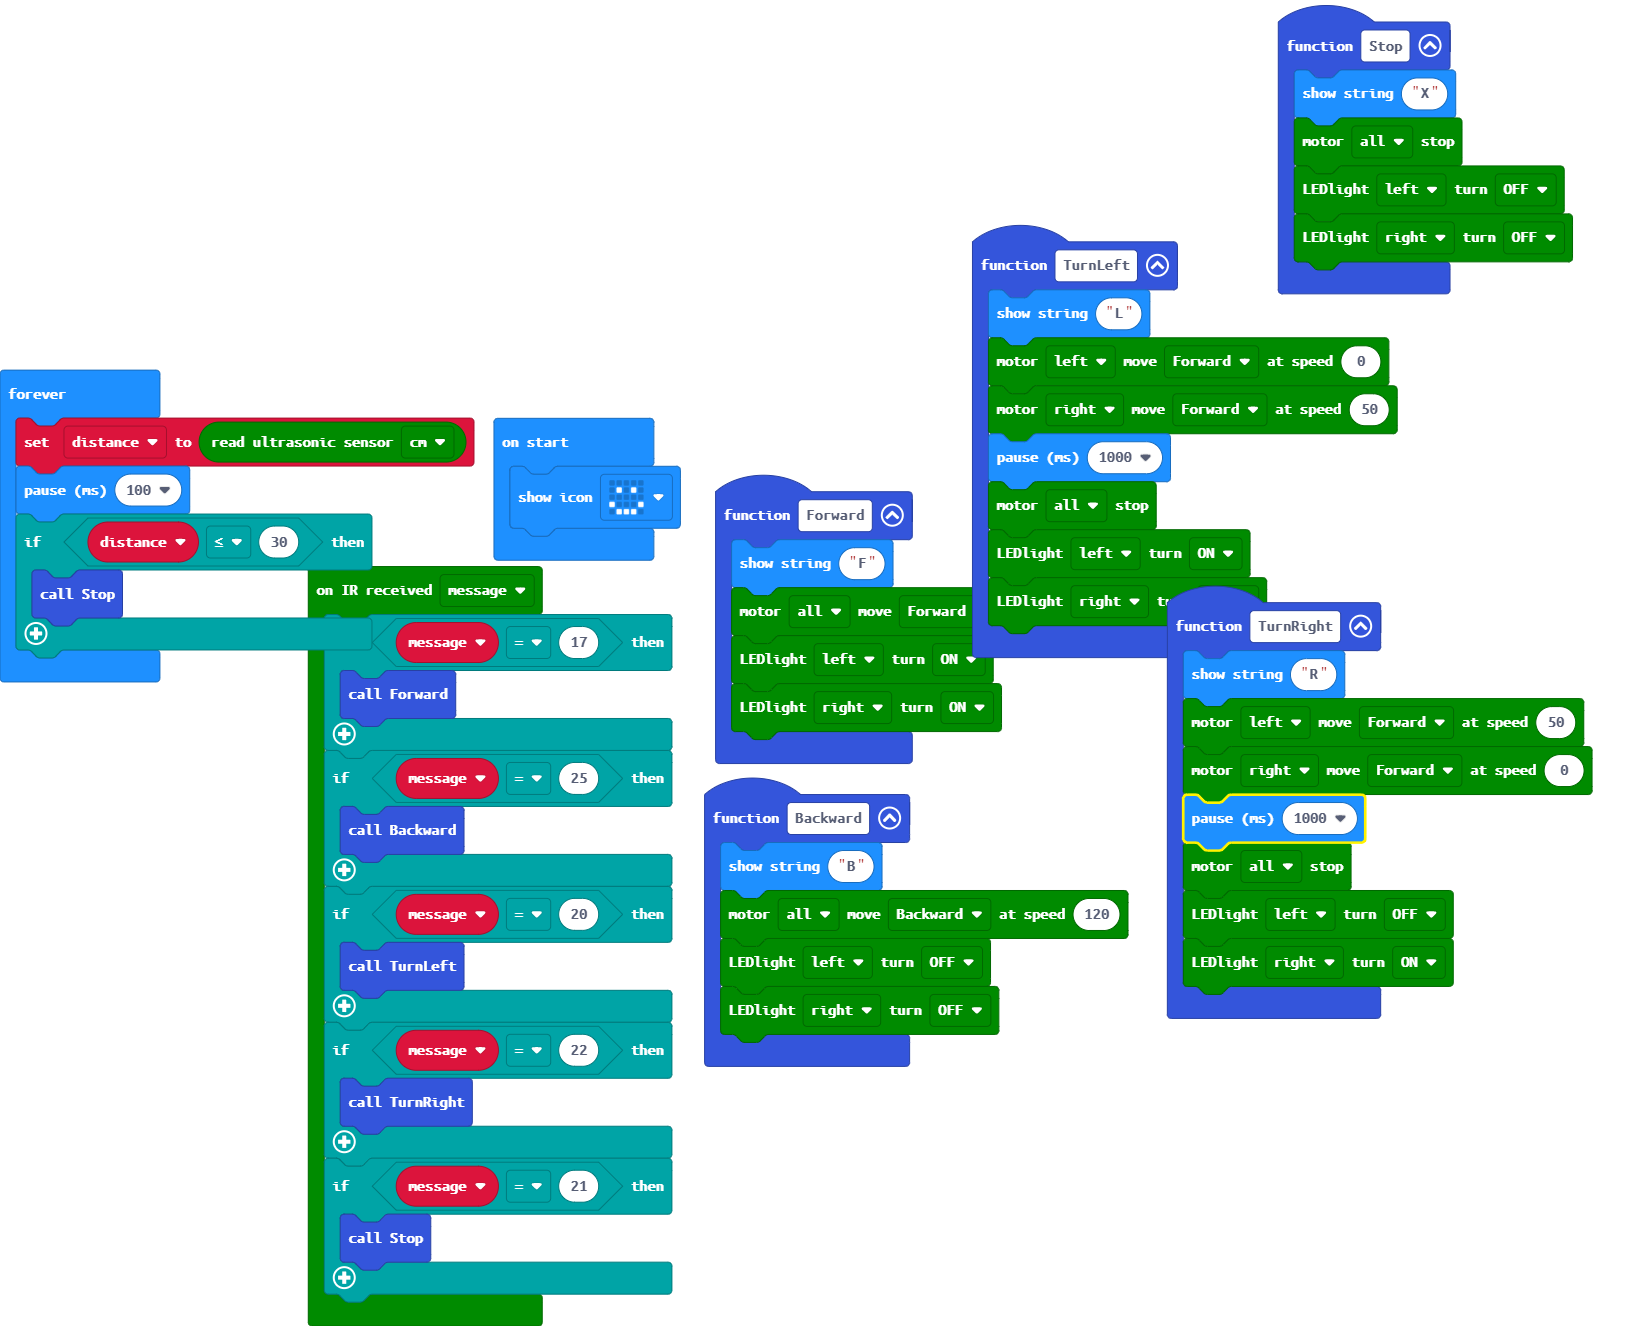 function Stop
show string "X"
motor all stop
LEDlight left turn OFF
LEDlight right turn OFF
function TurnLeft
show string "L"
motor left move Forward at speed 0
motor right move Forward at speed 50
pause (ms) 1000
motor all stop
LEDlight left turn ON
LEDlight right
forever
set distance to read ultrasonic sensor cm
pause (ms) 100
if distance ≤ 30 then
call Stop
on start
show icon
on IR received message
message = 17 then
call Forward
if message = 25 then
call Backward
if message = 20 then
call TurnLeft
if message = 22 then
call TurnRight
if message = 21 then
call Stop
function Forward
show string "F"
motor all move Forward
LEDlight left turn ON
LEDlight right turn ON
function Backward
show string "B"
motor all move Backward at speed 120
LEDlight left turn OFF
LEDlight right turn OFF
function TurnRight
show string "R"
motor left move Forward at speed 50
motor right move Forward at speed 0
pause (ms) 1000
motor all stop
LEDlight left turn OFF
LEDlight right turn ON